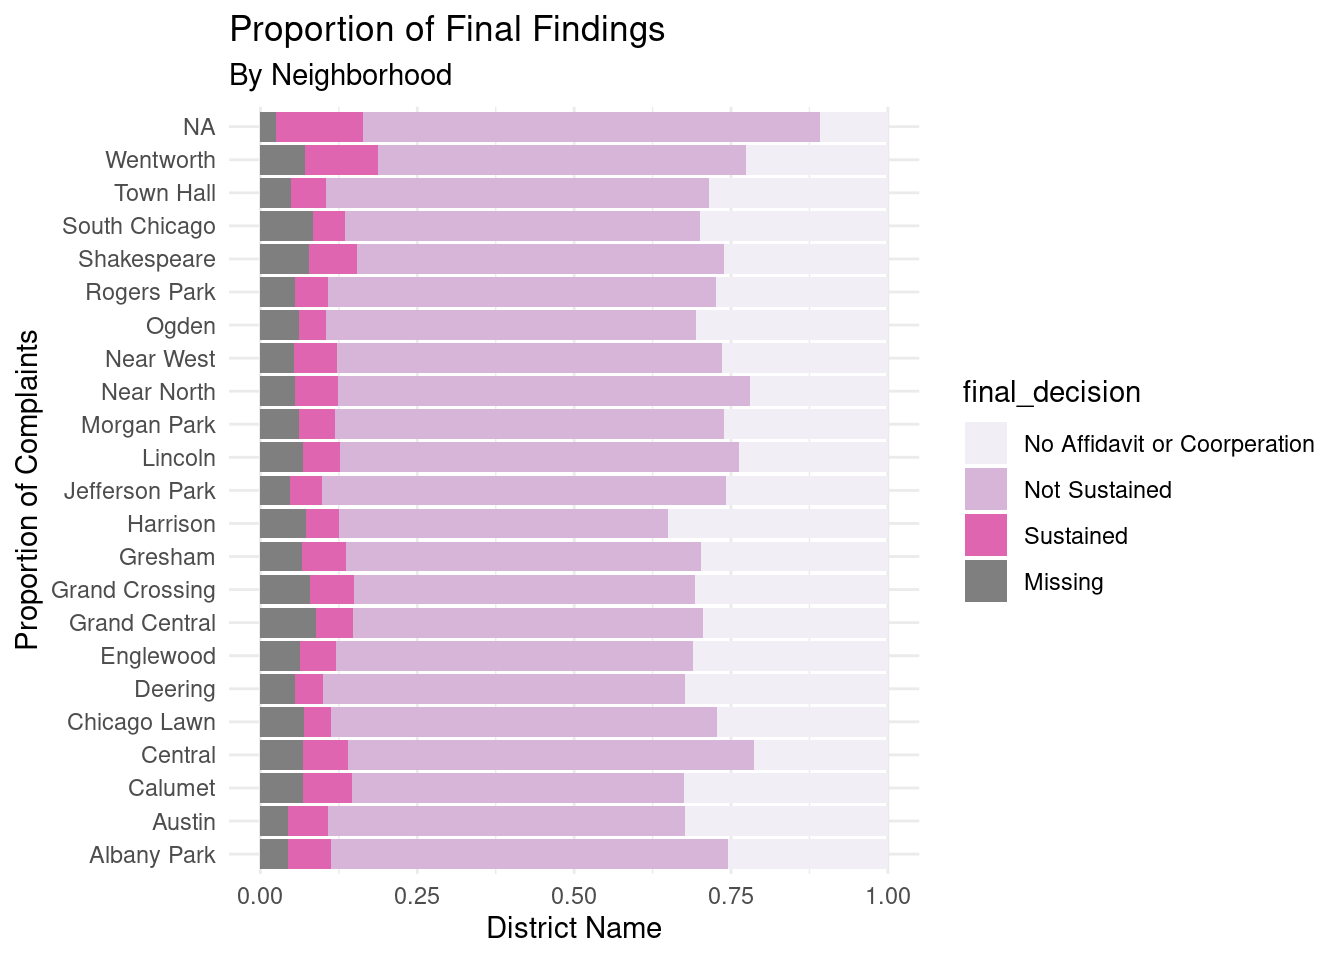 Proportion of Final Findings
By Neighborhood
NA
Wentworth
Town Hall
South Chicago
Shakespeare
Rogers Park
Ogden
Near West
Near North
Morgan Park
Lincoln
Jefferson Park
Harrison
Gresham
Grand Crossing
Grand Central
Englewood
Deering
Chicago Lawn
Central
Calumet
Austin
Albany Park
Proportion of Complaints
0.00 0.25 0.50 0.75 1.00
District Name
final_decision
No Affidavit or Coorperation
Not Sustained
Sustained
Missing